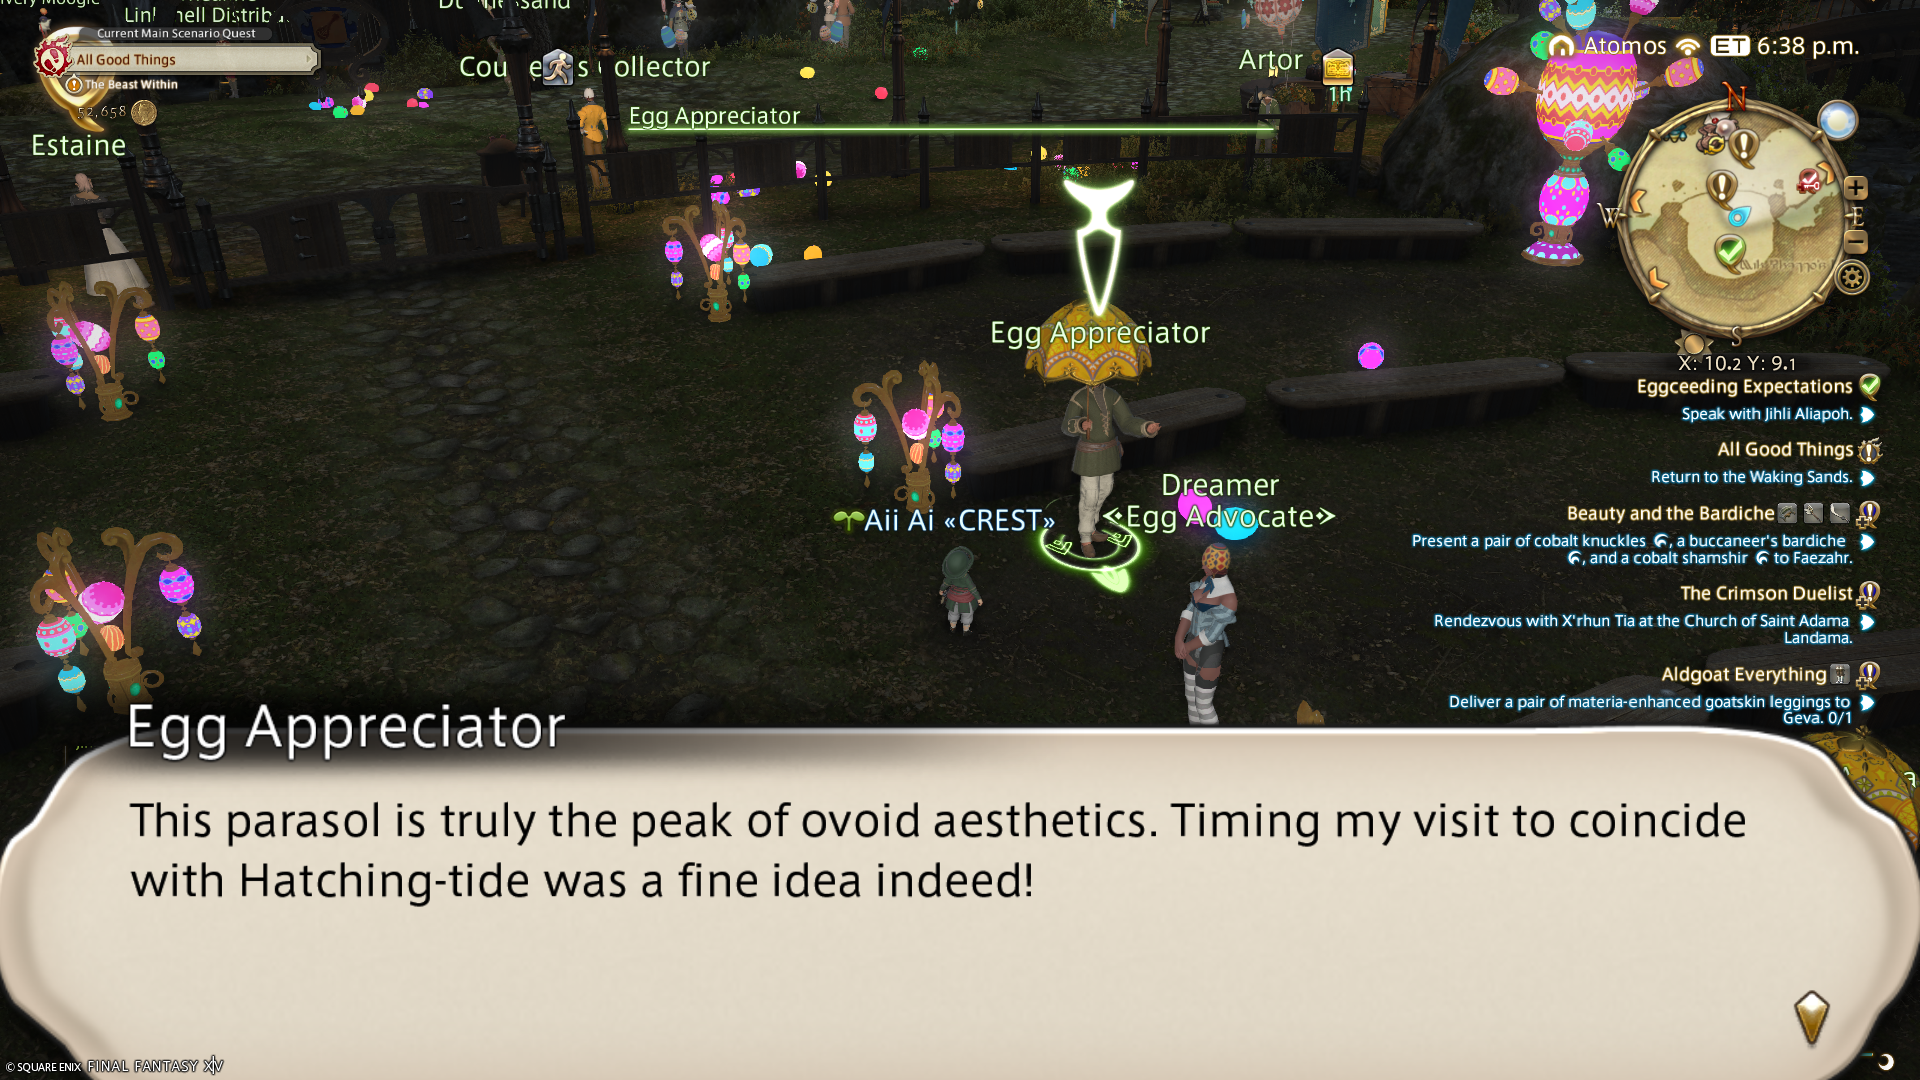 Current Main Scenario Quest
All Good Things
The Beast Within
52,658
Estaine
Collector
Egg Appreciator
Artor
1h
Atomos ET 6:38 p.m.
N
W
E
S
X: 10.2 Y: 9.1
Eggceeding Expectations
Speak with Jihli Aliapoh.
All Good Things
Return to the Waking Sands.
Beauty and the Bardiche
Present a pair of cobalt knuckles , a buccaneer's bardiche
, and a cobalt shamshir to Faezahr.
The Crimson Duelist
Rendezvous with X'rhun Tia at the Church of Saint Adama
Landama.
Aldgoat Everything
Deliver a pair of materia-enhanced goatskin leggings to
Geva. 0/1
Egg Appreciator
Aii Ai «CREST»
Dreamer
Egg Advocate
Egg Appreciator
This parasol is truly the peak of ovoid aesthetics. Timing my visit to coincide
with Hatching-tide was a fine idea indeed!
© SQUARE ENIX FINAL FANTASY XIV